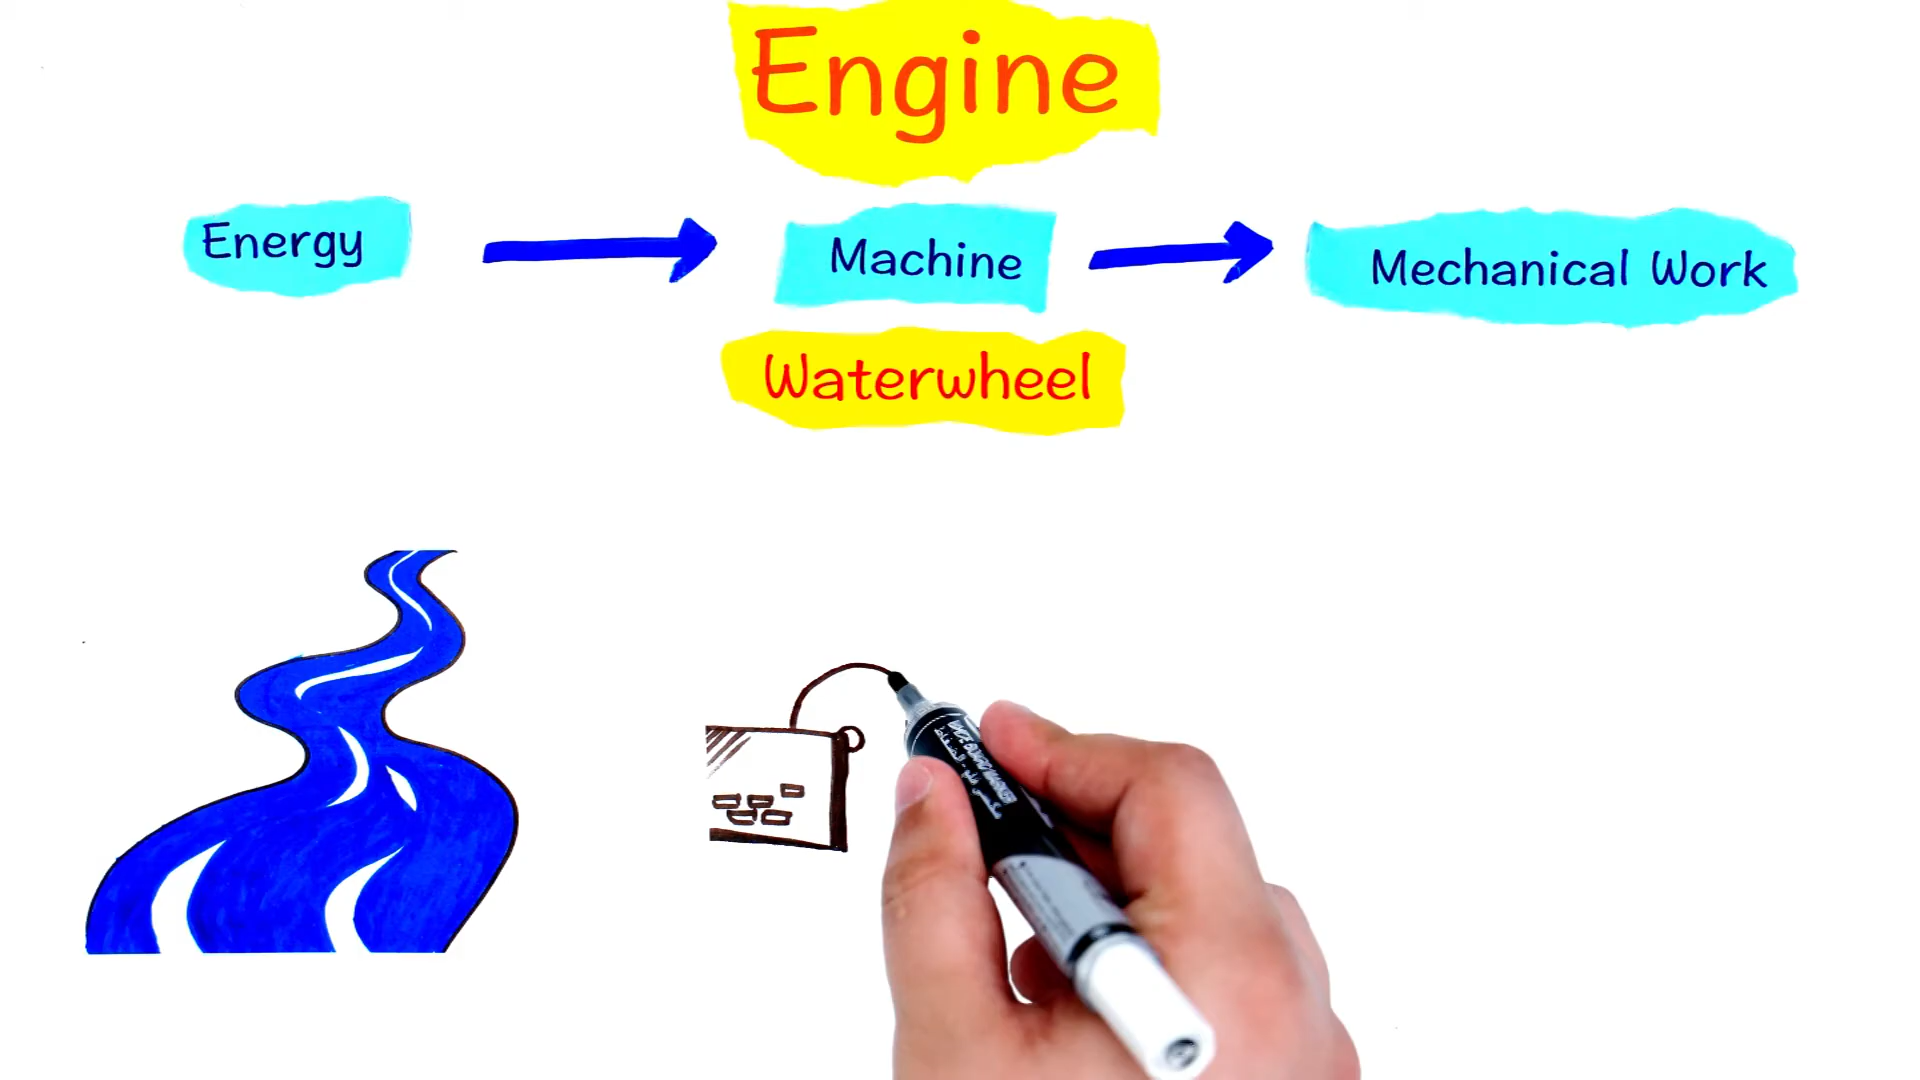 Engine
Energy
Machine
Mechanical Work
Waterwheel